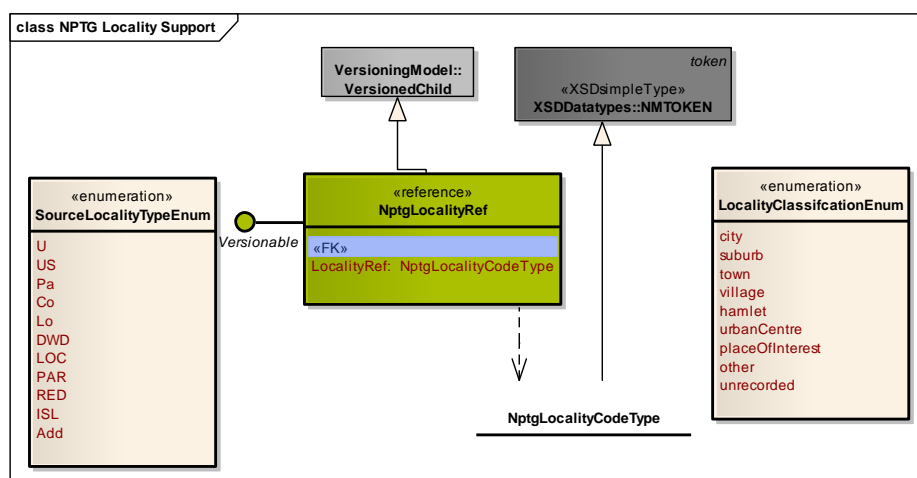 class NPTG Locality Support
VersioningModel::
VersionedChild
token
«XSDsimpleType»
XSDDatatypes::NMTOKEN
«enumeration»
SourceLocalityTypeEnum
U
US
Pa
Co
Lo
DWD
LOC
PAR
RED
ISL
Add
Versionable
«reference»
NptgLocalityRef
«FK»
LocalityRef: NptgLocalityCodeType
«enumeration»
LocalityClassifcationEnum
city
suburb
town
village
hamlet
urbanCentre
placeOfInterest
other
unrecorded
NptgLocalityCodeType